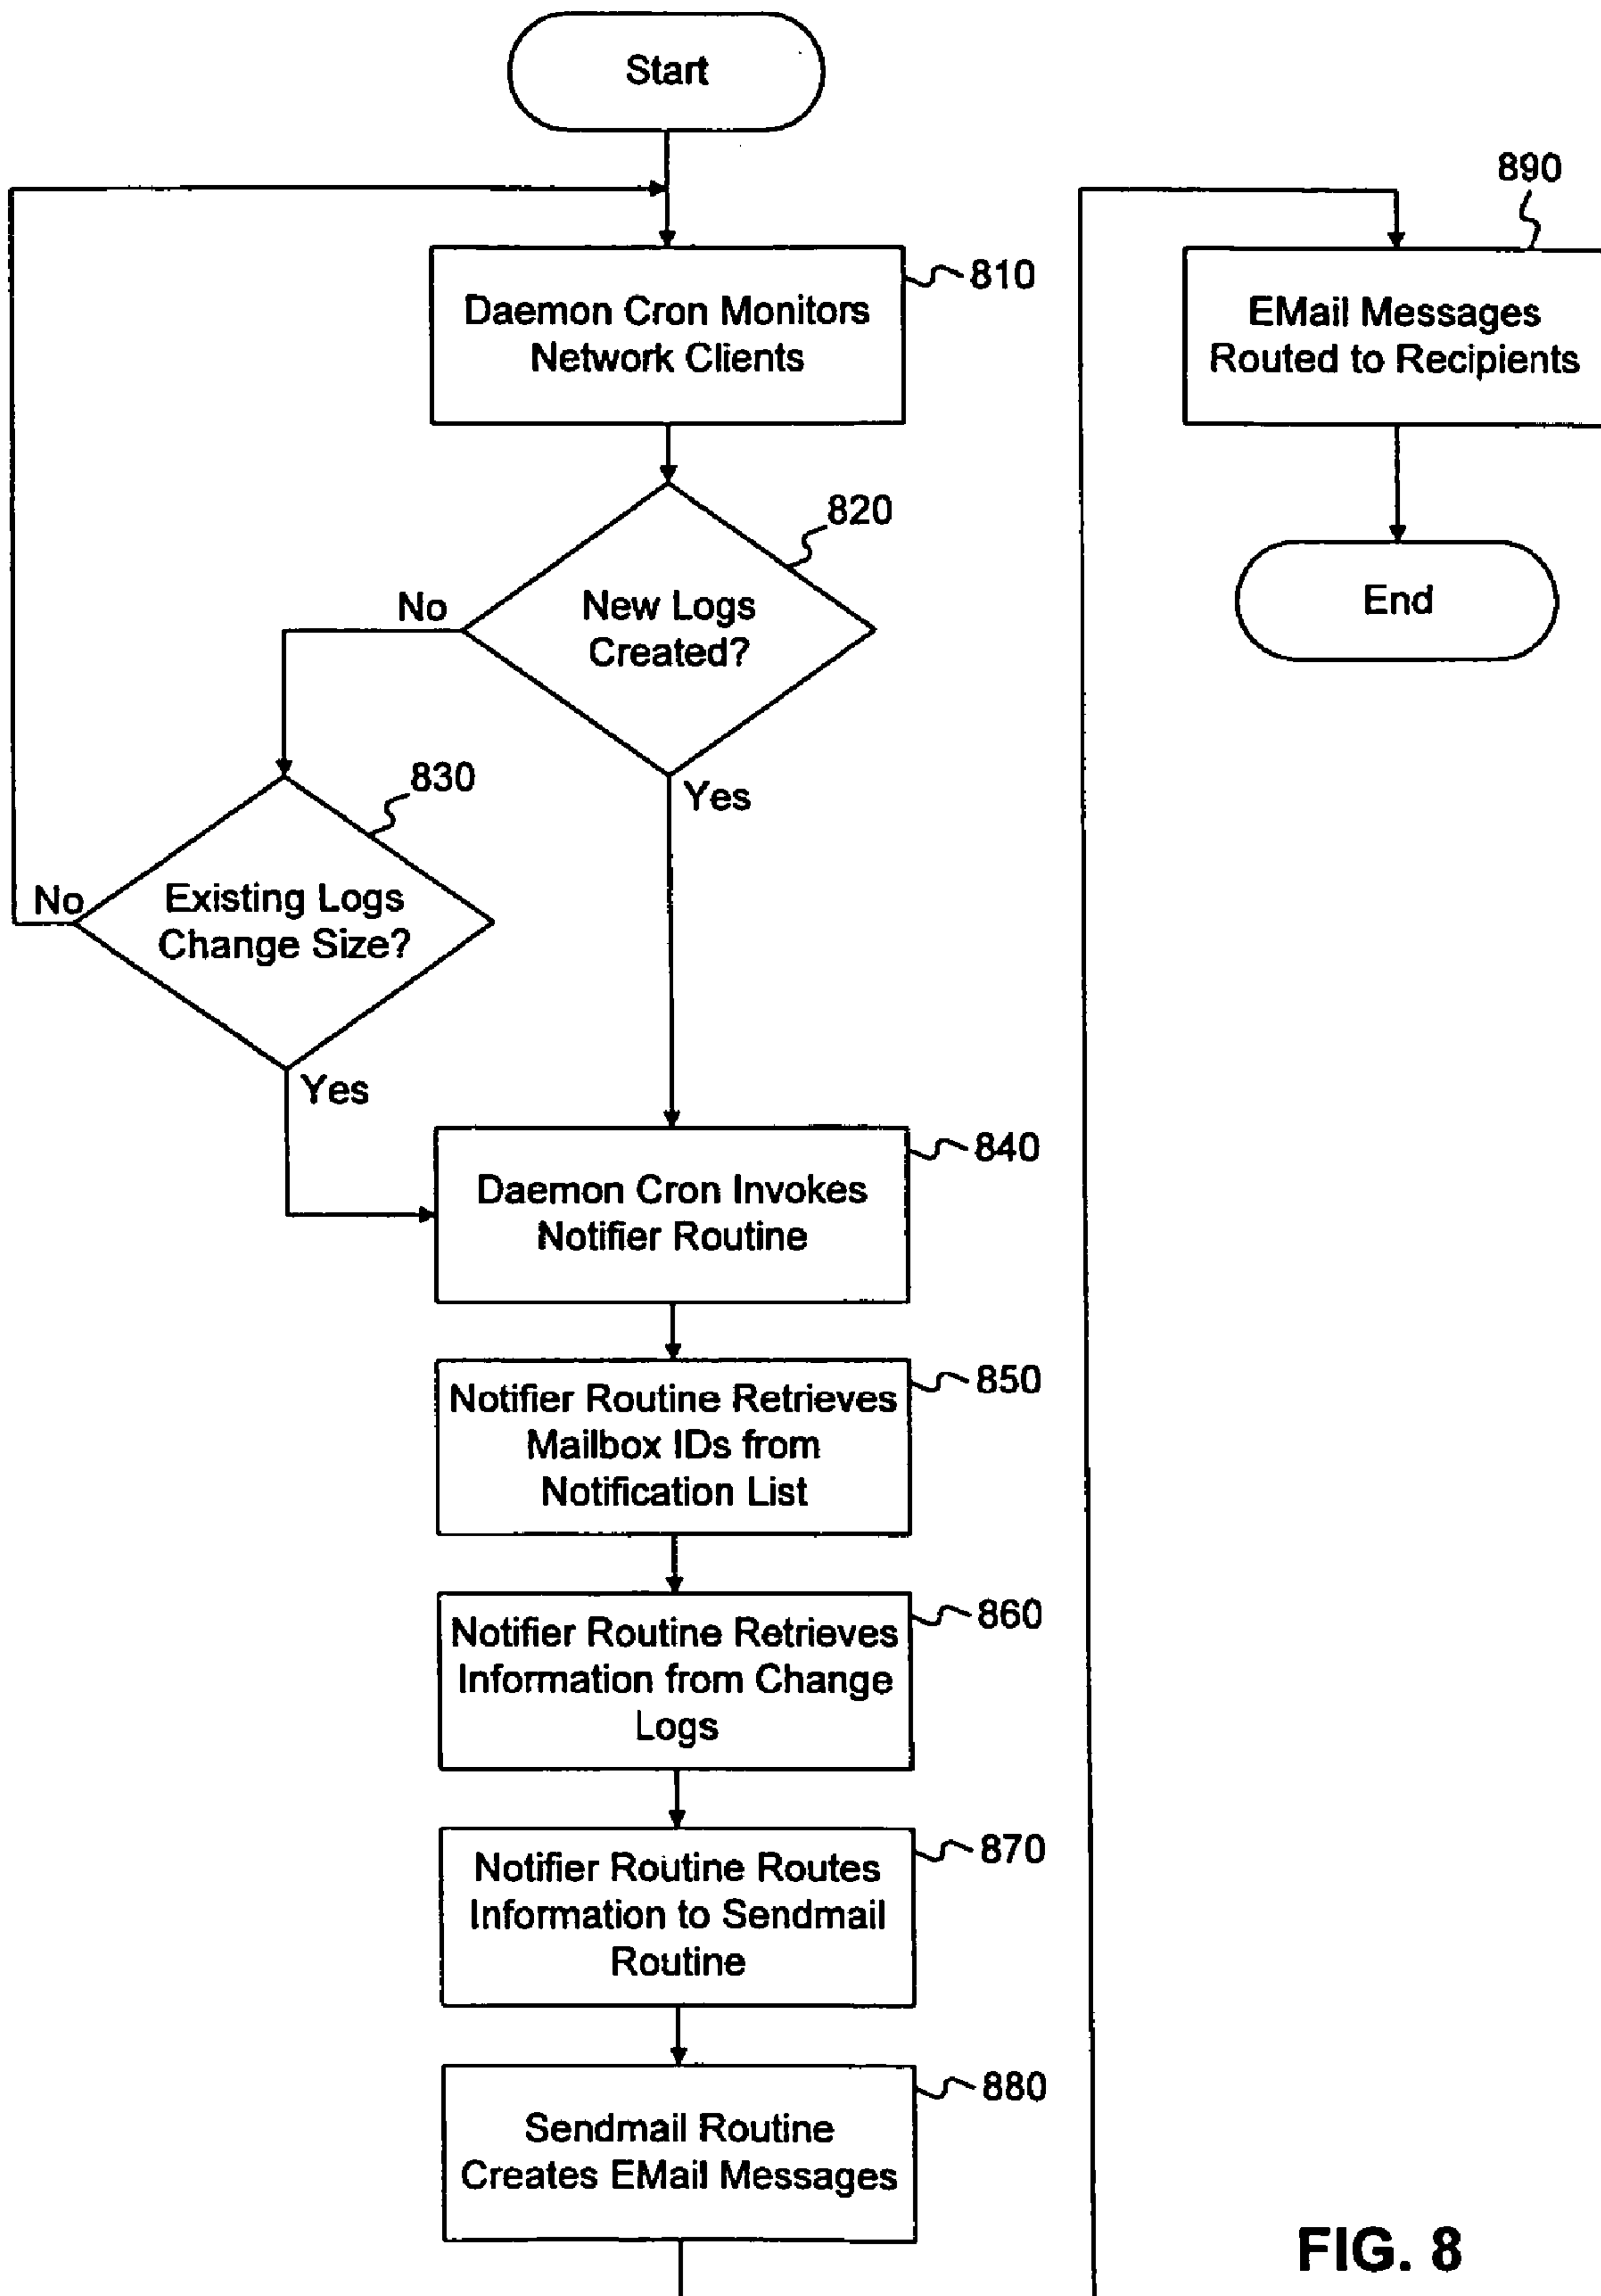 Start
810
Daemon Cron Monitors
Network Clients
820
New Logs
Created?
No
Yes
830
Existing Logs
Change Size?
No
Yes
840
Daemon Cron Invokes
Notifier Routine
850
Notifier Routine Retrieves
Mailbox IDs from
Notification List
860
Notifier Routine Retrieves
Information from Change
Logs
870
Notifier Routine Routes
Information to Sendmail
Routine
880
Sendmail Routine
Creates EMail Messages
890
EMail Messages
Routed to Recipients
End
FIG. 8